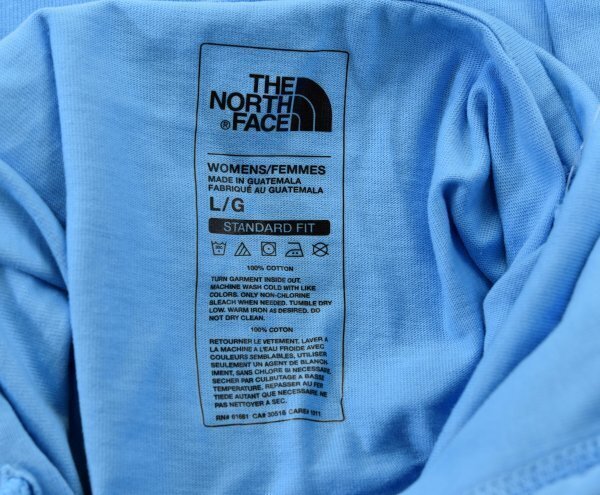 THE
NORTH
FACE
®
WOMENS/FEMMES
MADE IN GUATEMALA
FABRIQUÉ AU GUATEMALA
L/G
STANDARD FIT
100% COTTON
TURN GARMENT INSIDE OUT.
MACHINE WASH COLD WITH LIKE
COLORS. ONLY NON-CHLORINE
BLEACH WHEN NEEDED. TUMBLE DRY
LOW. WARM IRON AS DESIRED. DO
NOT DRY CLEAN.
100% COTON
RETOURNER LE VETEMENT. LAVER A
LA MACHINE A L'EAU FROIDE AVEC
COULEURS SEMBLABLES, UTILISER
SEULEMENT UN AGENT DE BLANCHI-
MENT, SANS CHLORE SI NECESSAIRE.
SECHER PAR CULBUTAGE A BASSE
TEMPERATURE. REPASSER AU FER
TIEDE AUTANT QUE NECESSAIRE NE
PAS NETTOYER A SEC.
RN# 61661 CA# 30516 CARE# 1011